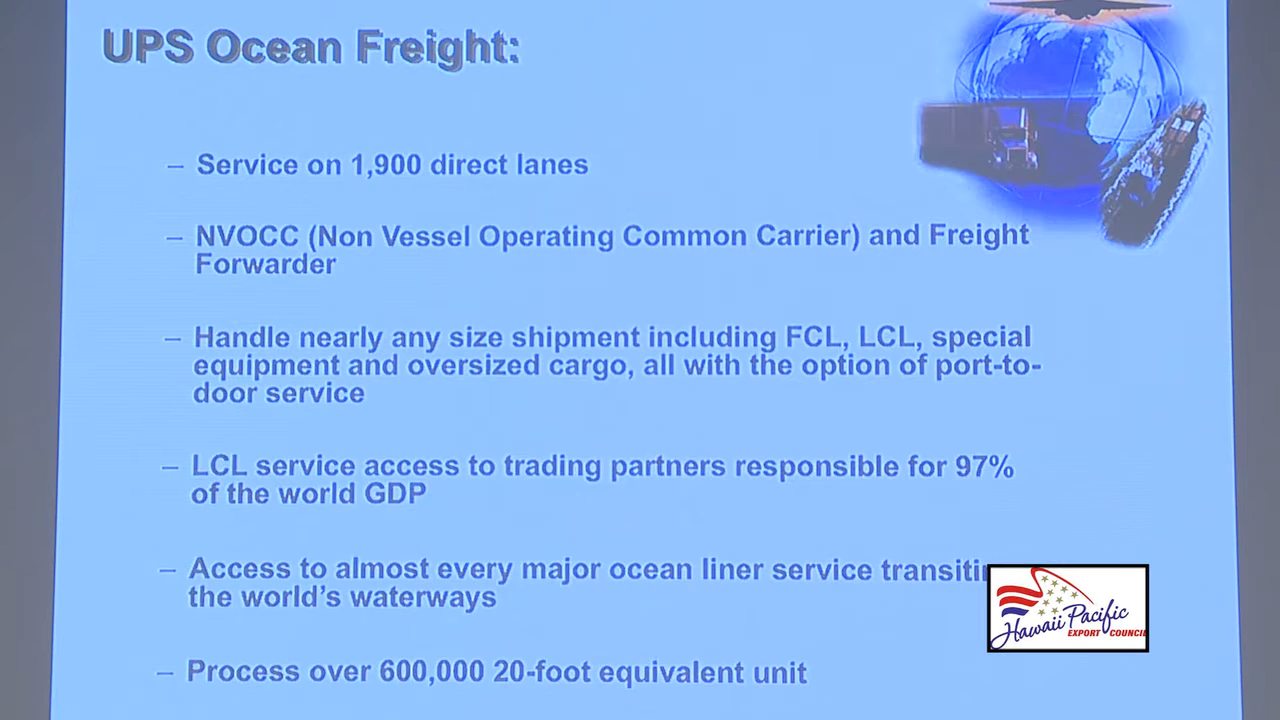 UPS Ocean Freight:
– Service on 1,900 direct lanes
– NVOCC (Non Vessel Operating Common Carrier) and Freight
Forwarder
– Handle nearly any size shipment including FCL, LCL, special
equipment and oversized cargo, all with the option of port-to-
door service
– LCL service access to trading partners responsible for 97%
of the world GDP
– Access to almost every major ocean liner service
the world's waterways
– Process over 600,000 20-foot equivalent unit
Hawaii Pacific
EXPORT COUNCIL